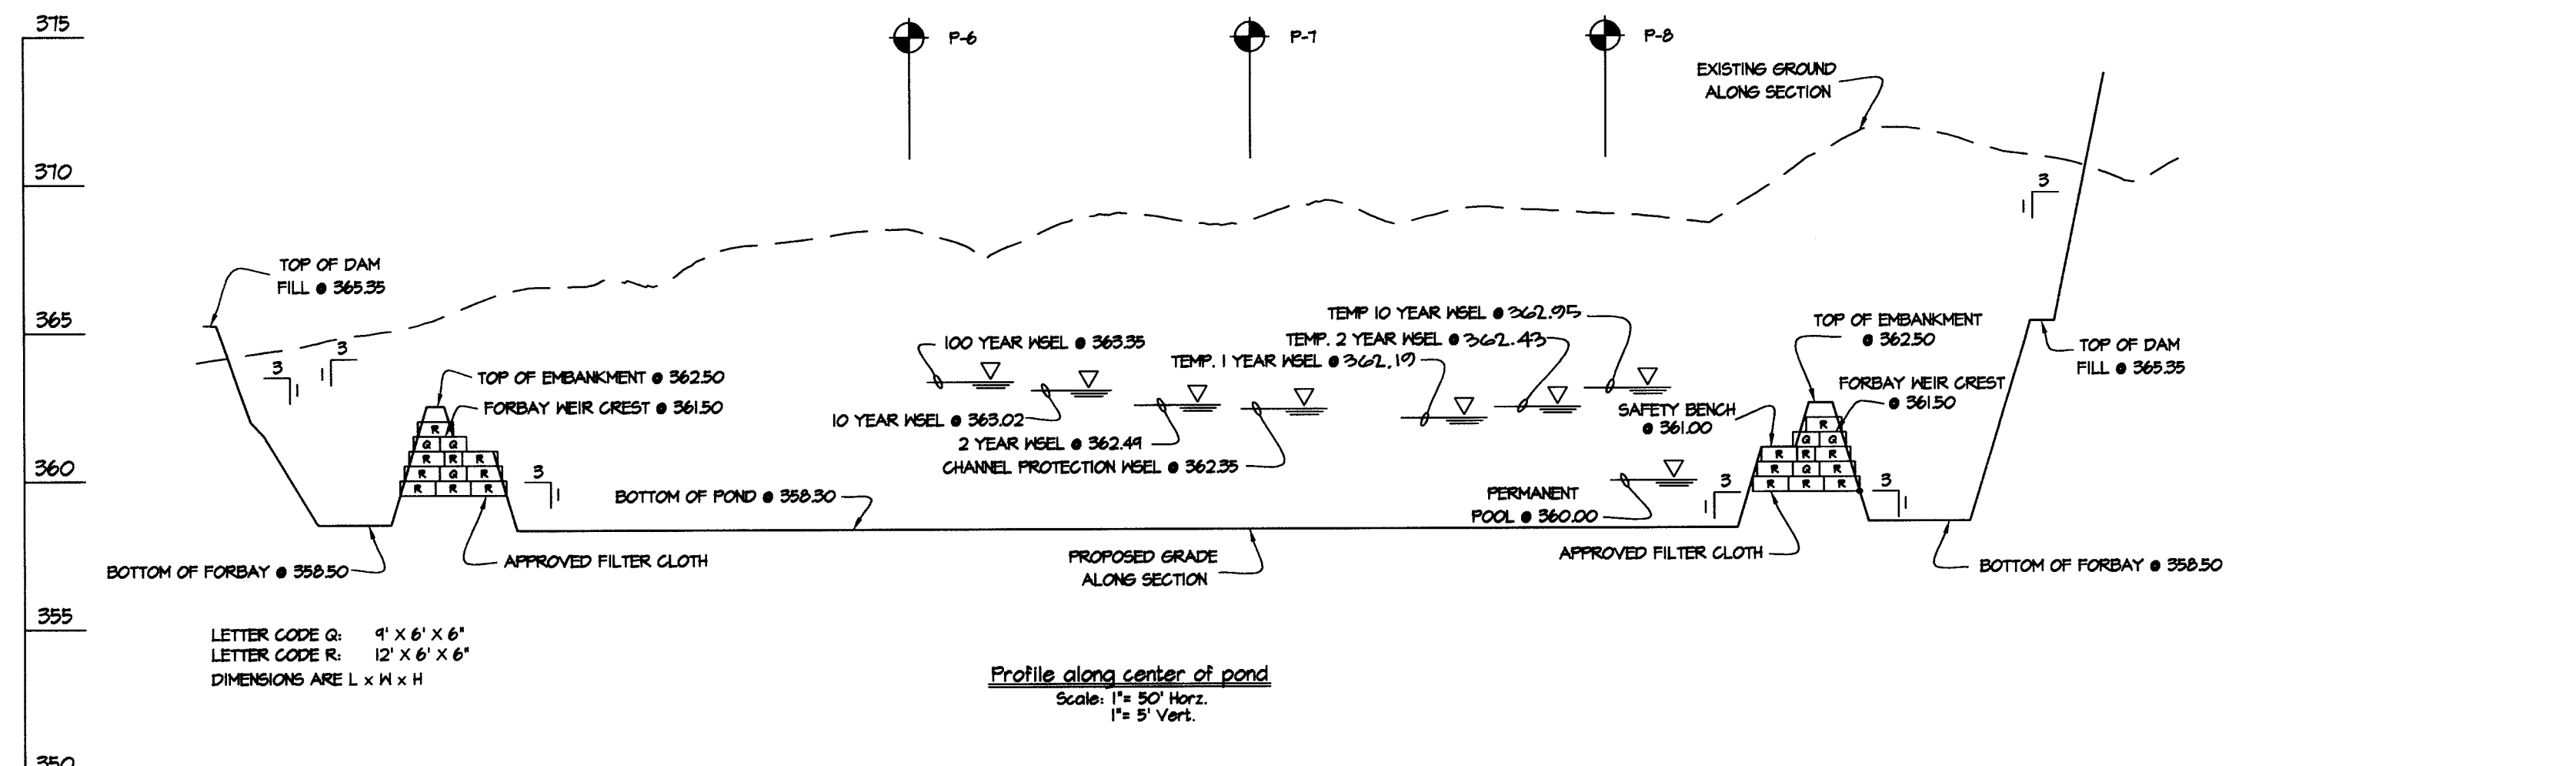 375
P-6
P-7
P-8
EXISTING GROUND
ALONG SECTION
370
3
1
TOP OF DAM
FILL @ 365.35
365
3
1
3
1
100 YEAR WSEL @ 363.35
TEMP 10 YEAR WSEL @ 362.95
TEMP. 2 YEAR WSEL @ 362.43
TEMP. 1 YEAR WSEL @ 362.19
TOP OF EMBANKMENT
@ 362.50
TOP OF DAM
FILL @ 365.35
TOP OF EMBANKMENT @ 362.50
FORBAY WEIR CREST @ 361.50
10 YEAR WSEL @ 363.02
2 YEAR WSEL @ 362.49
CHANNEL PROTECTION WSEL @ 362.35
FORBAY WEIR CREST
@ 361.50
SAFETY BENCH
@ 361.00
R
Q Q
R R R
R Q R
R R R
R
Q Q
R R R
R Q R
R R R
360
3
1
BOTTOM OF POND @ 358.30
PERMANENT
POOL @ 360.00
3
1
3
1
BOTTOM OF FORBAY @ 358.50
APPROVED FILTER CLOTH
PROPOSED GRADE
ALONG SECTION
APPROVED FILTER CLOTH
BOTTOM OF FORBAY @ 358.50
355
LETTER CODE Q: 9' X 6' X 6"
LETTER CODE R: 12' X 6' X 6"
DIMENSIONS ARE L x W x H
Profile along center of pond
Scale: 1"= 50' Horz.
1"= 5' Vert.
350